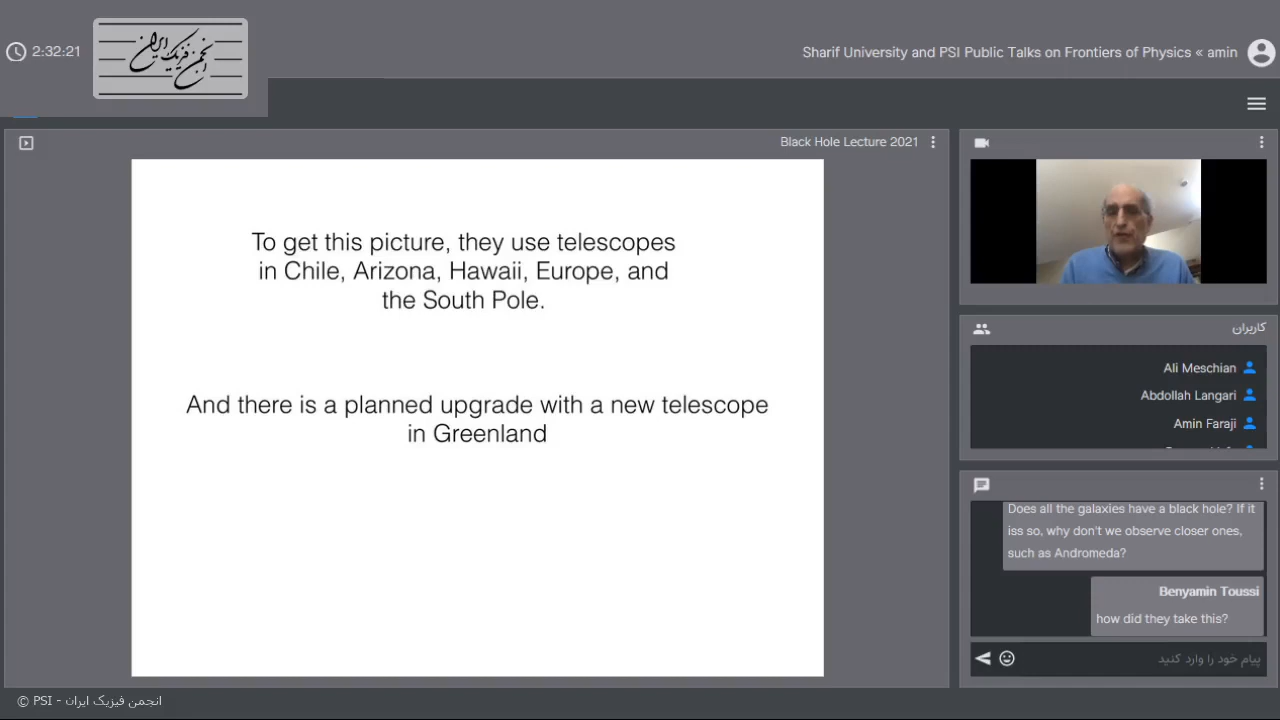 2:32:21
انجمن فیزیک ایران
Sharif University and PSI Public Talks on Frontiers of Physics « amin
Black Hole Lecture 2021
To get this picture, they use telescopes
in Chile, Arizona, Hawaii, Europe, and
the South Pole.
And there is a planned upgrade with a new telescope
in Greenland
کاربران
Ali Meschian
Abdollah Langari
Amin Faraji
Does all the galaxies have a black hole? If it
iss so, why don't we observe closer ones,
such as Andromeda?
Benyamin Toussi
how did they take this?
پیام خود را وارد کنید
© PSI - انجمن فیزیک ایران